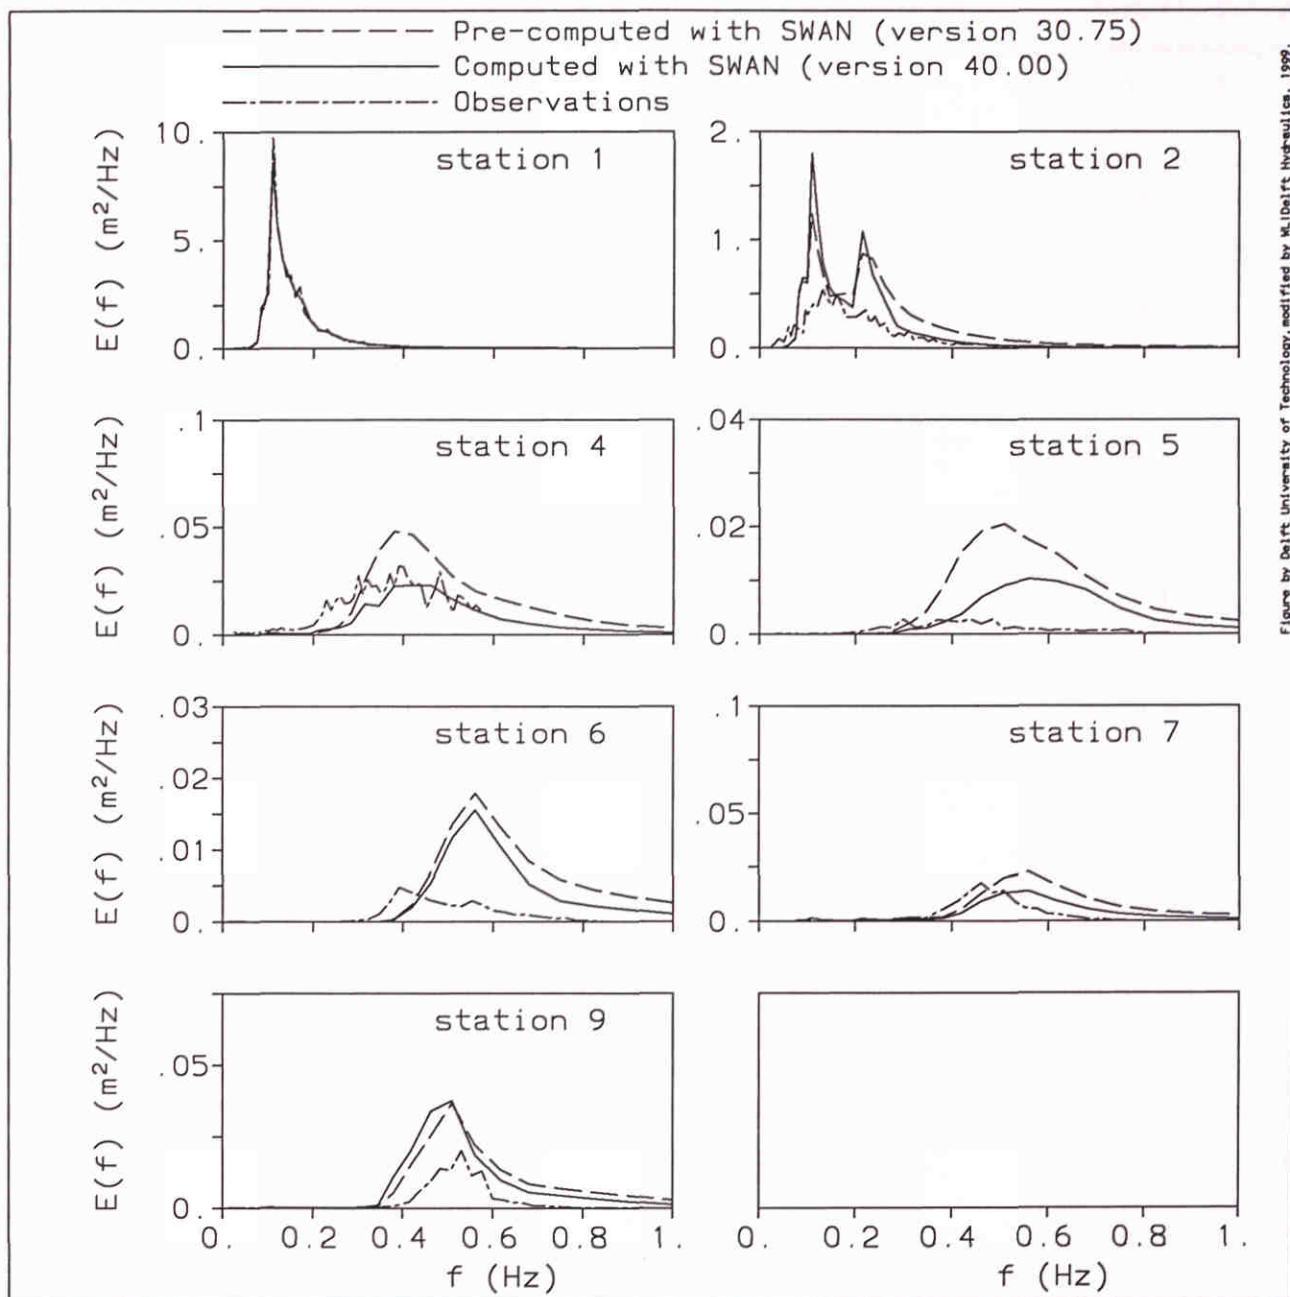 Pre-computed with SWAN (version 30.75)
Computed with SWAN (version 40.00)
Observations
E(f) (m²/Hz)
10.
5.
0.
station 1
2.
1.
0.
station 2
E(f) (m²/Hz)
.1
.05
0.
station 4
.04
.02
0.
station 5
E(f) (m²/Hz)
.03
.02
.01
0.
station 6
.1
.05
0.
station 7
E(f) (m²/Hz)
.05
0.
station 9
0. 0.2 0.4 0.6 0.8 1.
f (Hz)
0. 0.2 0.4 0.6 0.8 1.
f (Hz)
Figure by Delft University of Technology, modified by WL|Delft Hydraulics, 1999.